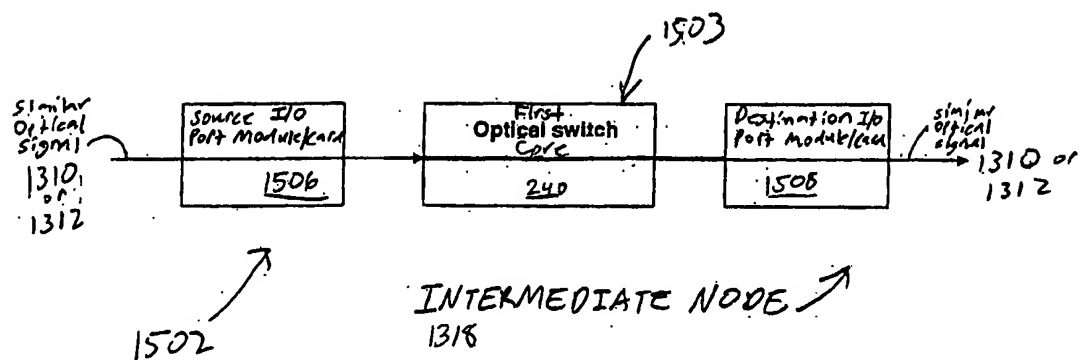 1503
similar
optical
signal
1310
or
1312
Source I/O
Port Module/Card
1506
First
Optical switch
Core
240
Destination I/O
Port Module/Card
1508
similar
optical
signal
1310 or
1312
1502
INTERMEDIATE NODE
1318